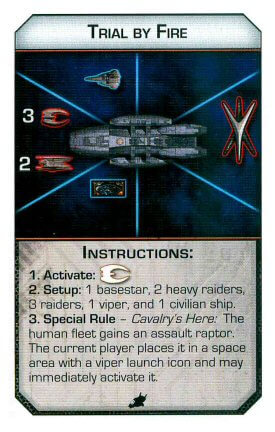 TRIAL BY FIRE
3
2
INSTRUCTIONS:
1. Activate:
2. Setup: 1 basestar, 2 heavy raiders,
3 raiders, 1 viper, and 1 civilian ship.
3. Special Rule – Cavalry's Here: The
human fleet gains an assault raptor.
The current player places it in a space
area with a viper launch icon and may
immediately activate it.